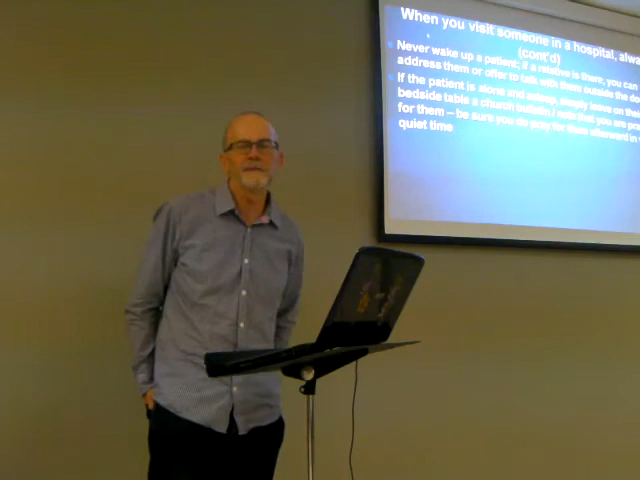 When you visit someone in a hospital, alwa
(cont'd)
Never wake up a patient; if a relative is there, you can
address them or offer to talk with them outside the do
If the patient is alone and asleep, simply leave on the
bedside table a church bulletin / note that you are pra
for them – be sure you do pray for them afterward in
quiet time